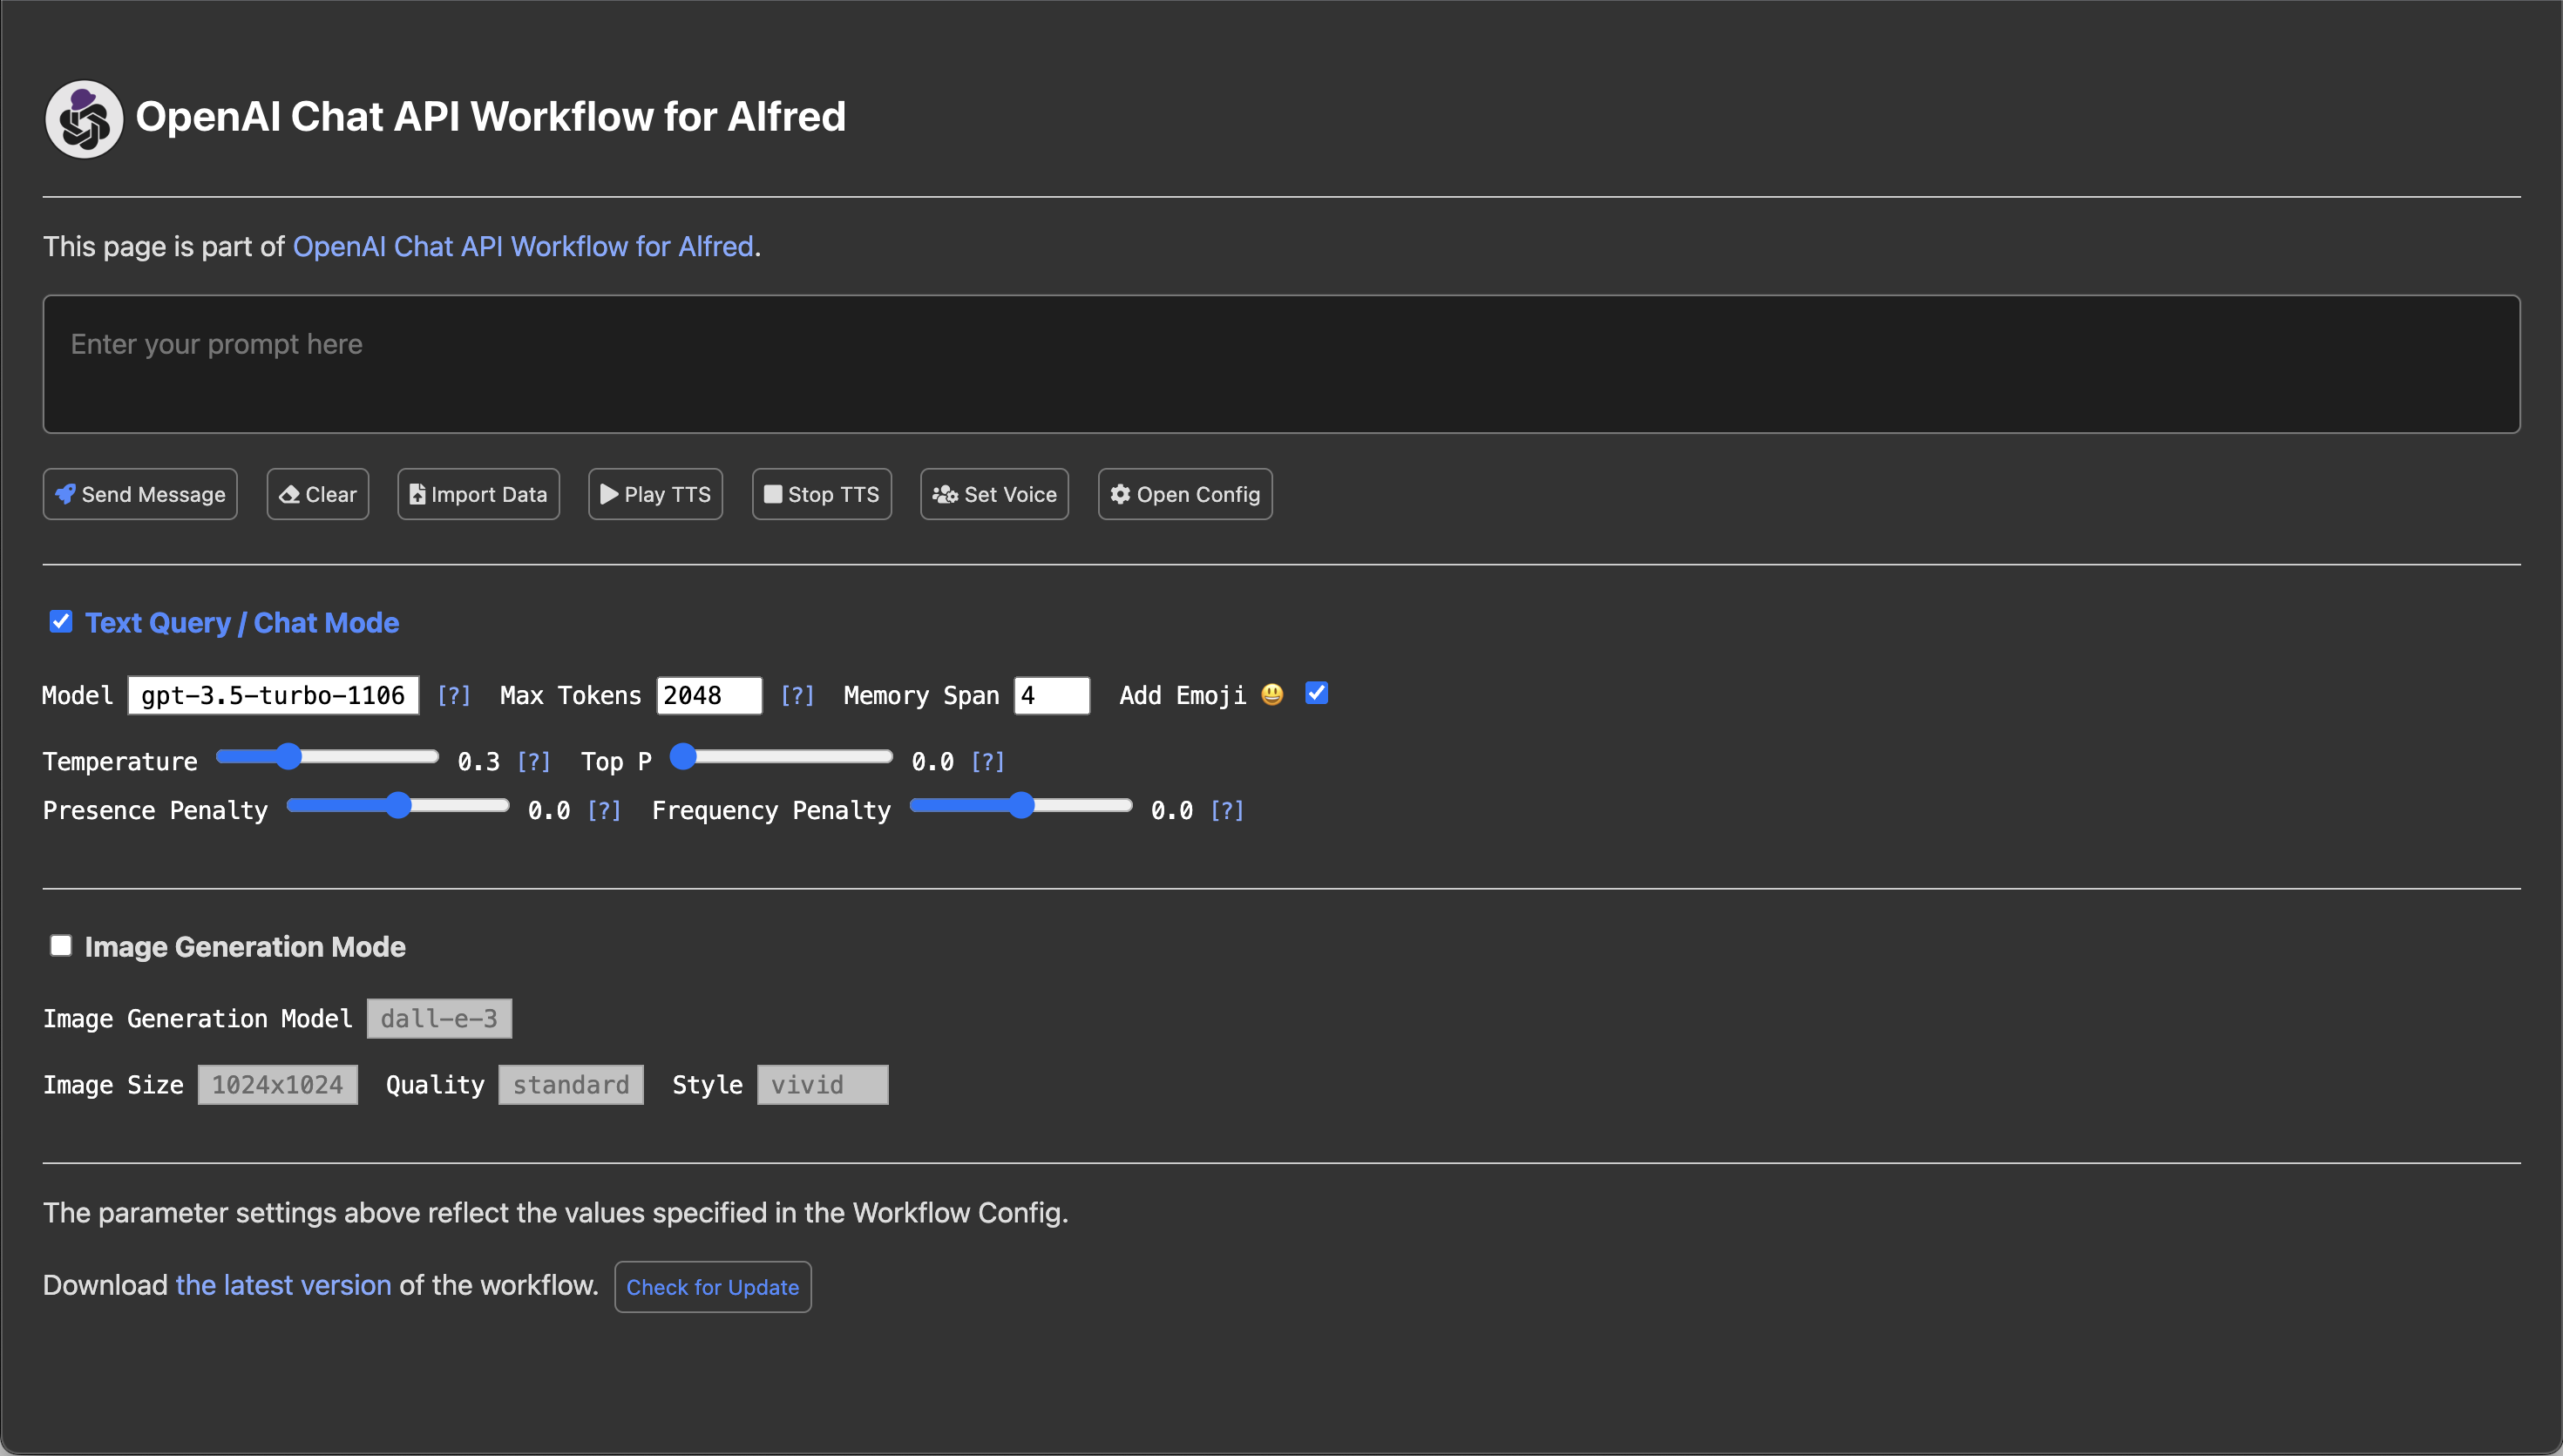 OpenAI Chat API Workflow for Alfred
This page is part of OpenAI Chat API Workflow for Alfred.
Enter your prompt here
Send Message Clear Import Data Play TTS Stop TTS Set Voice Open Config
Text Query / Chat Mode
Model gpt-3.5-turbo-1106 [?] Max Tokens 2048 [?] Memory Span 4 Add Emoji 😃
Temperature 0.3 [?] Top P 0.0 [?]
Presence Penalty 0.0 [?] Frequency Penalty 0.0 [?]
Image Generation Mode
Image Generation Model dall-e-3
Image Size 1024x1024 Quality standard Style vivid
The parameter settings above reflect the values specified in the Workflow Config.
Download the latest version of the workflow. Check for Update